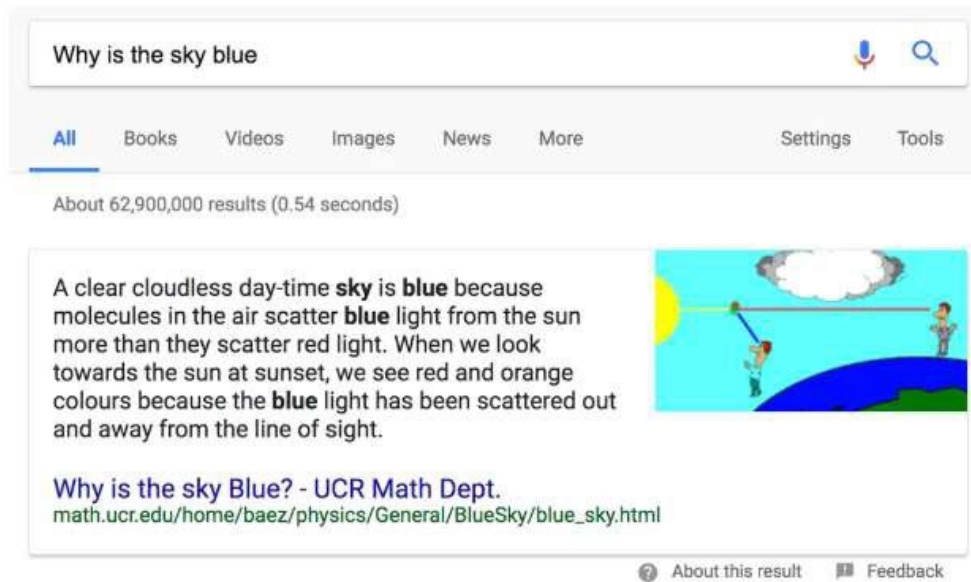 Why is the sky blue
All Books Videos Images News More Settings Tools
About 62,900,000 results (0.54 seconds)
A clear cloudless day-time sky is blue because
molecules in the air scatter blue light from the sun
more than they scatter red light. When we look
towards the sun at sunset, we see red and orange
colours because the blue light has been scattered out
and away from the line of sight.
Why is the sky Blue? - UCR Math Dept.
math.ucr.edu/home/baez/physics/General/BlueSky/blue_sky.html
About this result Feedback